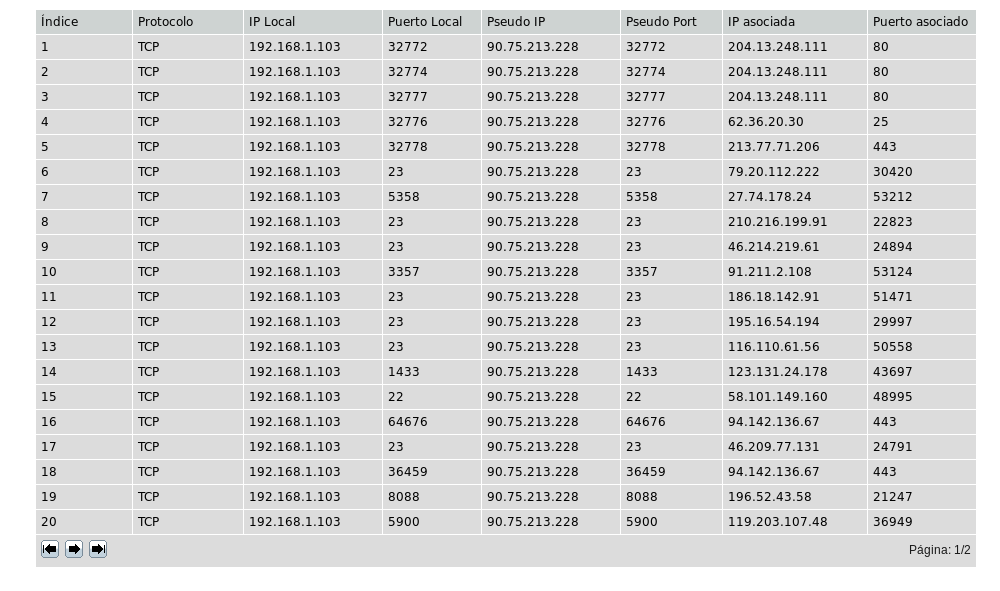 Índice Protocolo IP Local Puerto Local Pseudo IP Pseudo Port IP asociada Puerto asociado
1 TCP 192.168.1.103 32772 90.75.213.228 32772 204.13.248.111 80
2 TCP 192.168.1.103 32774 90.75.213.228 32774 204.13.248.111 80
3 TCP 192.168.1.103 32777 90.75.213.228 32777 204.13.248.111 80
4 TCP 192.168.1.103 32776 90.75.213.228 32776 62.36.20.30 25
5 TCP 192.168.1.103 32778 90.75.213.228 32778 213.77.71.206 443
6 TCP 192.168.1.103 23 90.75.213.228 23 79.20.112.222 30420
7 TCP 192.168.1.103 5358 90.75.213.228 5358 27.74.178.24 53212
8 TCP 192.168.1.103 23 90.75.213.228 23 210.216.199.91 22823
9 TCP 192.168.1.103 23 90.75.213.228 23 46.214.219.61 24894
10 TCP 192.168.1.103 3357 90.75.213.228 3357 91.211.2.108 53124
11 TCP 192.168.1.103 23 90.75.213.228 23 186.18.142.91 51471
12 TCP 192.168.1.103 23 90.75.213.228 23 195.16.54.194 29997
13 TCP 192.168.1.103 23 90.75.213.228 23 116.110.61.56 50558
14 TCP 192.168.1.103 1433 90.75.213.228 1433 123.131.24.178 43697
15 TCP 192.168.1.103 22 90.75.213.228 22 58.101.149.160 48995
16 TCP 192.168.1.103 64676 90.75.213.228 64676 94.142.136.67 443
17 TCP 192.168.1.103 23 90.75.213.228 23 46.209.77.131 24791
18 TCP 192.168.1.103 36459 90.75.213.228 36459 94.142.136.67 443
19 TCP 192.168.1.103 8088 90.75.213.228 8088 196.52.43.58 21247
20 TCP 192.168.1.103 5900 90.75.213.228 5900 119.203.107.48 36949
Página: 1/2